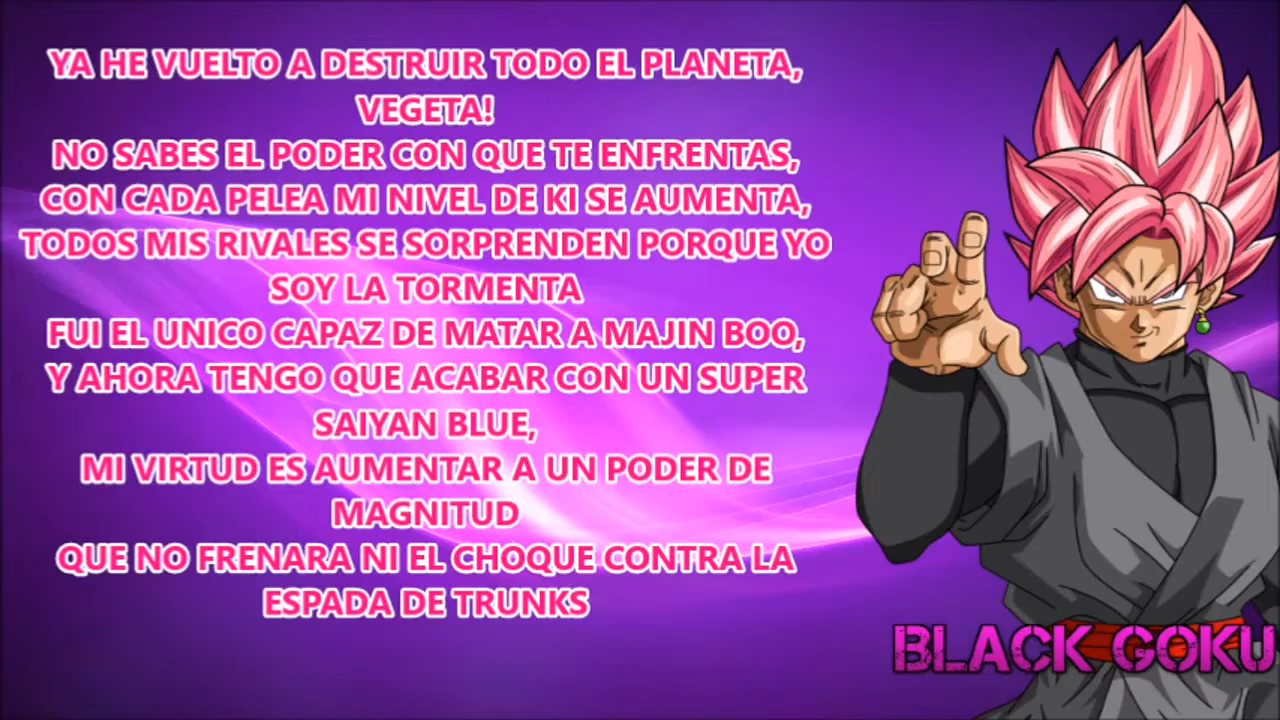 YA HE VUELTO A DESTRUIR TODO EL PLANETA,
VEGETA!
NO SABES EL PODER CON QUE TE ENFRENTAS,
CON CADA PELEA MI NIVEL DE KI SE AUMENTA,
TODOS MIS RIVALES SE SORPRENDEN PORQUE YO
SOY LA TORMENTA
FUI EL UNICO CAPAZ DE MATAR A MAJIN BOO,
Y AHORA TENGO QUE ACABAR CON UN SUPER
SAIYAN BLUE,
MI VIRTUD ES AUMENTAR A UN PODER DE
MAGNITUD
QUE NO FRENARA NI EL CHOQUE CONTRA LA
ESPADA DE TRUNKS
BLACK GOKU